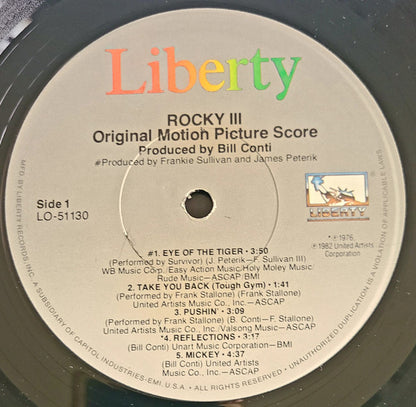 Liberty
ROCKY III
Original Motion Picture Score
Produced by Bill Conti
#Produced by Frankie Sullivan and James Peterik
Side 1
LO-51130
LIBERTY
*℗1976,
℗1982 United Artists
Corporation
#1. EYE OF THE TIGER • 3:50
(Performed by Survivor) (J. Peterik—F. Sullivan III)
WB Music Corp./Easy Action Music/Holy Moley Music/
Rude Music—ASCAP/BMI
2. TAKE YOU BACK (Tough Gym) • 1:41
(Performed by Frank Stallone) (Frank Stallone)
United Artists Music Co., Inc.—ASCAP
3. PUSHIN' • 3:09
(Performed by Frank Stallone) (B. Conti—F. Stallone)
United Artists Music Co., Inc./Valsong Music—ASCAP
*4. REFLECTIONS • 3:17
(Bill Conti) Unart Music Corporation—BMI
5. MICKEY • 4:37
(Bill Conti) United Artists
Music Co., Inc.—ASCAP
MFG. BY LIBERTY RECORDS INC. • A SUBSIDIARY OF CAPITOL INDUSTRIES-EMI, U.S.A. • ALL RIGHTS RESERVED. UNAUTHORIZED DUPLICATION IS A VIOLATION OF APPLICABLE LAWS.